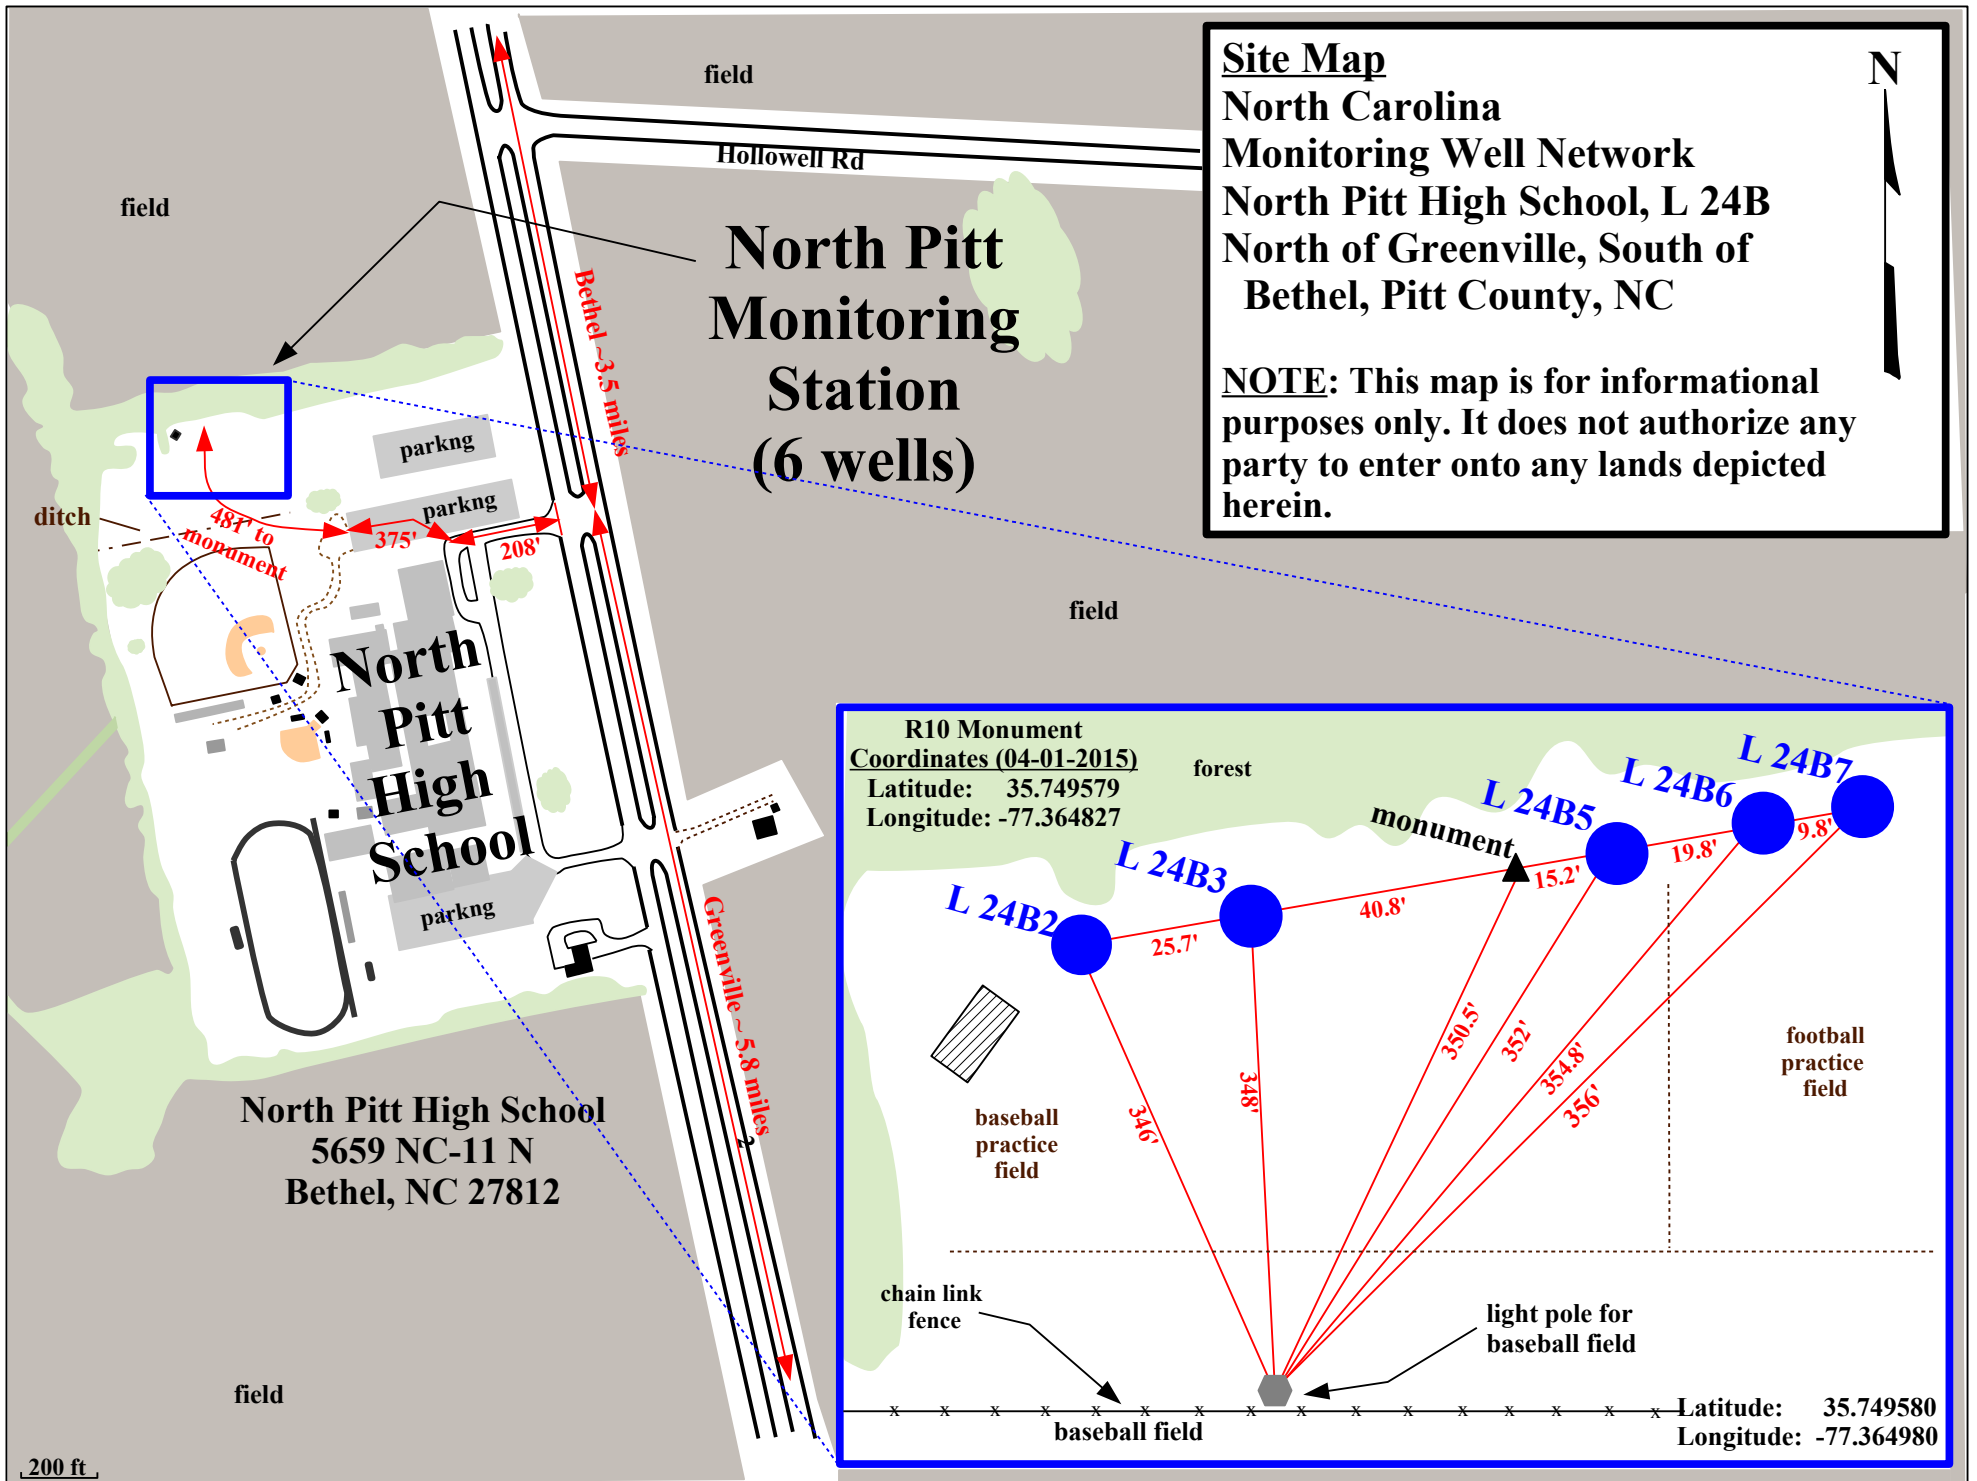 Site Map
North Carolina
Monitoring Well Network
North Pitt High School, L 24B
North of Greenville, South of
Bethel, Pitt County, NC
NOTE: This map is for informational
purposes only. It does not authorize any
party to enter onto any lands depicted
herein.
N
field
Hollowell Rd
field
North Pitt
Monitoring
Station
(6 wells)
Bethel ~3.5 miles
parkng
parkng
ditch
481' to
monument
375'
208'
field
North
Pitt
High
School
parkng
Greenville ~ 5.8 miles
2
North Pitt High School
5659 NC-11 N
Bethel, NC 27812
field
200 ft
R10 Monument
Coordinates (04-01-2015)
Latitude: 35.749579
Longitude: -77.364827
forest
monument
L 24B2
L 24B3
L 24B5
L 24B6
L 24B7
25.7'
40.8'
15.2'
19.8'
9.8'
346'
348'
350.5'
352'
354.8'
356'
baseball
practice
field
football
practice
field
chain link
fence
light pole for
baseball field
x x x x x x x x x x x x x x x x
baseball field
Latitude: 35.749580
Longitude: -77.364980